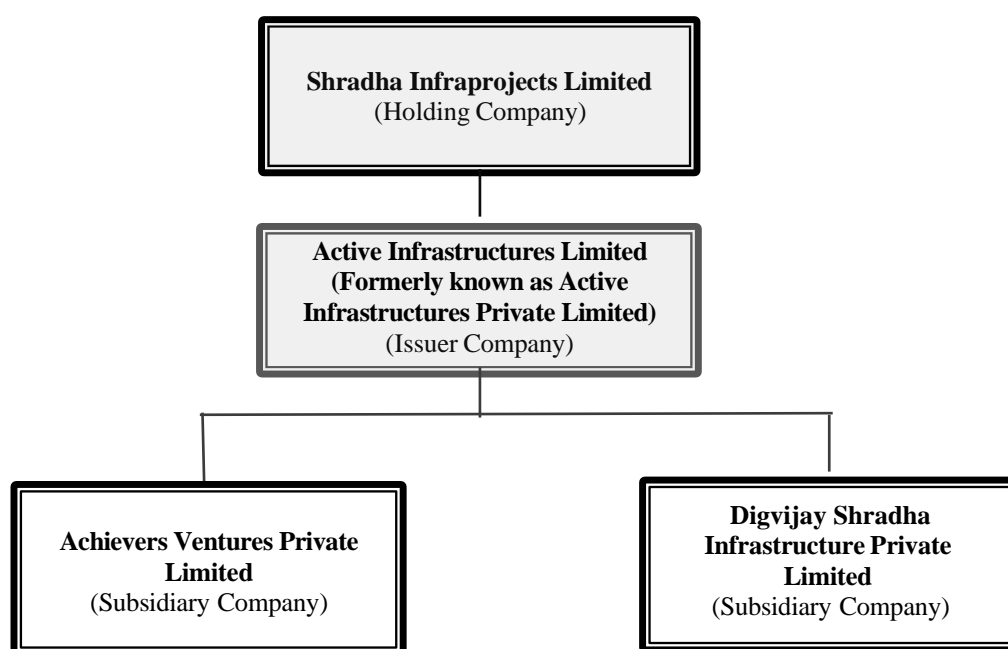 Shradha Infraprojects Limited
(Holding Company)
Active Infrastructures Limited
(Formerly known as Active
Infrastructures Private Limited)
(Issuer Company)
Achievers Ventures Private
Limited
(Subsidiary Company)
Digvijay Shradha
Infrastructure Private
Limited
(Subsidiary Company)